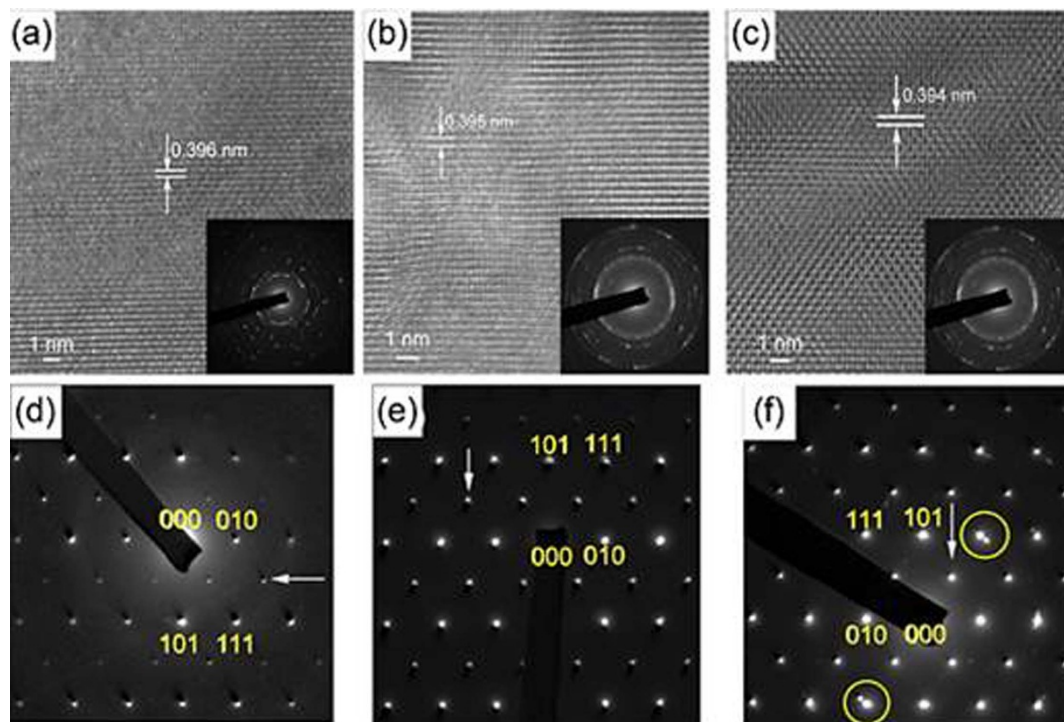 (a)
0.396 nm
1 nm
(b)
0.395 nm
1 nm
(c)
0.394 nm
1 nm
(d)
000 010
101 111
(e)
101 111
000 010
(f)
111 101
010 000